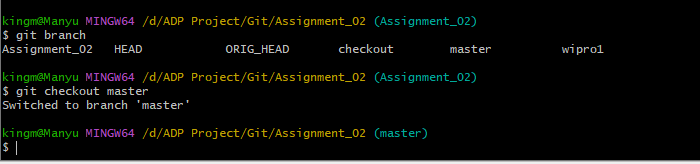 kingm@Manyu MINGW64 /d/ADP Project/Git/Assignment_02 (Assignment_02)
$ git branch
Assignment_02   HEAD            ORIG_HEAD       checkout        master          wipro1
kingm@Manyu MINGW64 /d/ADP Project/Git/Assignment_02 (Assignment_02)
$ git checkout master
Switched to branch 'master'
kingm@Manyu MINGW64 /d/ADP Project/Git/Assignment_02 (master)
$